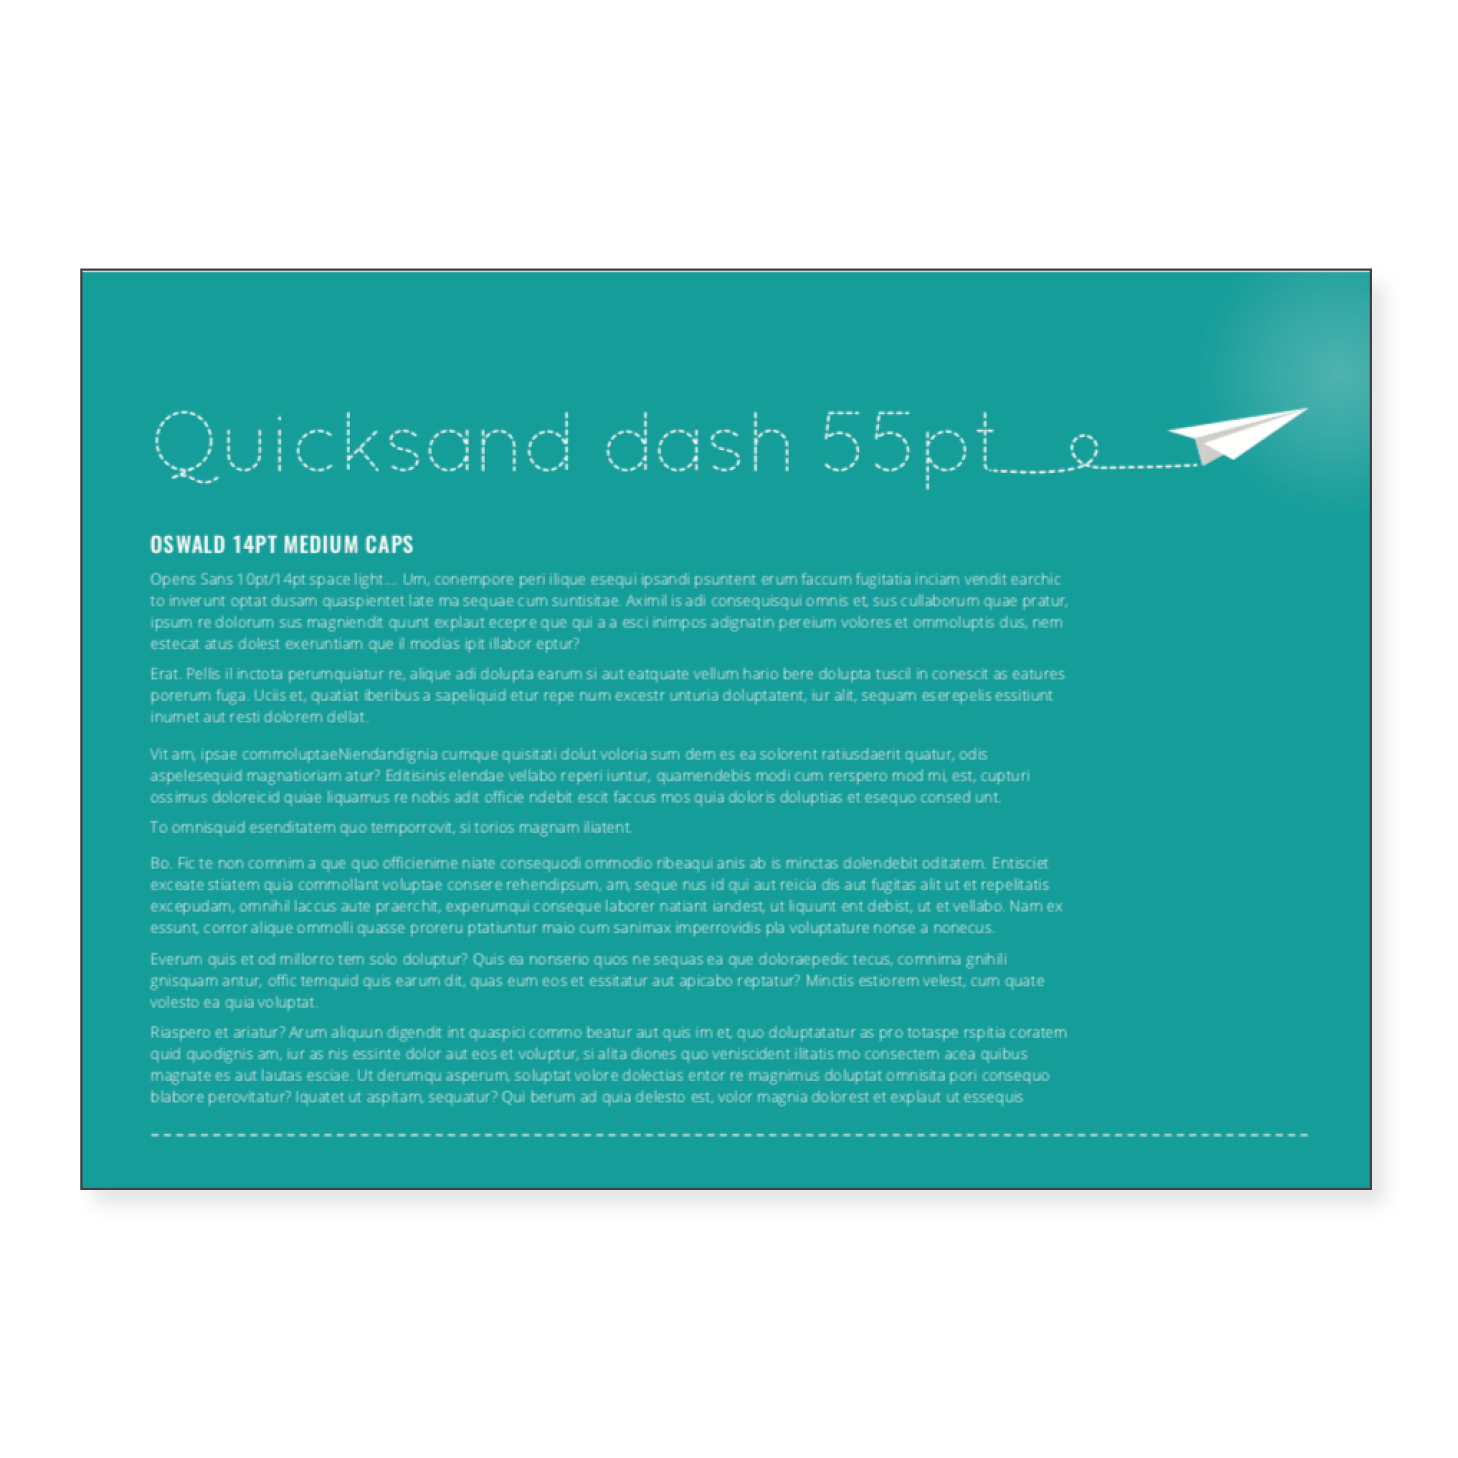 Quicksand dash 55pt
OSWALD 14PT MEDIUM CAPS
Opens Sans 10pt/14pt space light.... Um, conempore peri ilique esequi ipsandi psuntent erum faccum fugitatia inciam vendit earchic
to inverunt optat dusam quaspientet late ma sequae cum suntisitae. Aximil is adi consequisqui omnis et, sus cullaborum quae pratur,
ipsum re dolorum sus magniendit quunt explaut ecepre que qui a a esci inimpos adignatin pereium volores et ommoluptis dus, nem
estecat atus dolest exeruntiam que il modias ipit illabor eptur?
Erat. Pellis il inctota perumquiatur re, alique adi dolupta earum si aut eatquate vellum hario bere dolupta tuscil in conescit as eatures
porerum fuga. Uciis et, quatiat iberibus a sapeliquid etur repe num excestr unturia doluptatent, iur alit, sequam eserepelis essitiunt
inumet aut resti dolorem dellat.
Vit am, ipsae commoluptaeNiendandignia cumque quisitati dolut voloria sum dem es ea solorent ratiusdaerit quatur, odis
aspelesequid magnatioriam atur? Editisinis elendae vellabo reperi iuntur, quamendebis modi cum rerspero mod mi, est, cupturi
ossimus doloreicid quiae liquamus re nobis adit officie ndebit escit faccus mos quia doloris doluptias et esequo consed unt.
To omnisquid esenditatem quo temporrovit, si torios magnam iliatent.
Bo. Fic te non comnim a que quo officienime niate consequodi ommodio ribeaqui anis ab is minctas dolendebit oditatem. Entisciet
exceate stiatem quia commollant voluptae consere rehendipsum, am, seque nus id qui aut reicia dis aut fugitas alit ut et repelitatis
excepudam, omnihil laccus aute praerchit, experumqui conseque laborer natiant iandest, ut liquunt ent debist, ut et vellabo. Nam ex
essunt, corror alique ommolli quasse proreru ptatiuntur maio cum sanimax imperrovidis pla voluptature nonse a nonecus.
Everum quis et od millorro tem solo doluptur? Quis ea nonserio quos ne sequas ea que doloraepedic tecus, comnima gnihili
gnisquam antur, offic temquid quis earum dit, quas eum eos et essitatur aut apicabo reptatur? Minctis estiorem velest, cum quate
volesto ea quia voluptat.
Riaspero et ariatur? Arum aliquun digendit int quaspici commo beatur aut quis im et, quo doluptatatur as pro totaspe rspitia coratem
quid quodignis am, iur as nis essinte dolor aut eos et voluptur, si alita diones quo veniscident ilitatis mo consectem acea quibus
magnate es aut lautas esciae. Ut derumqu asperum, soluptat volore dolectias entor re magnimus doluptat omnisita pori consequo
blabore perovitatur? Iquatet ut aspitam, sequatur? Qui berum ad quia delesto est, volor magnia dolorest et explaut ut essequis